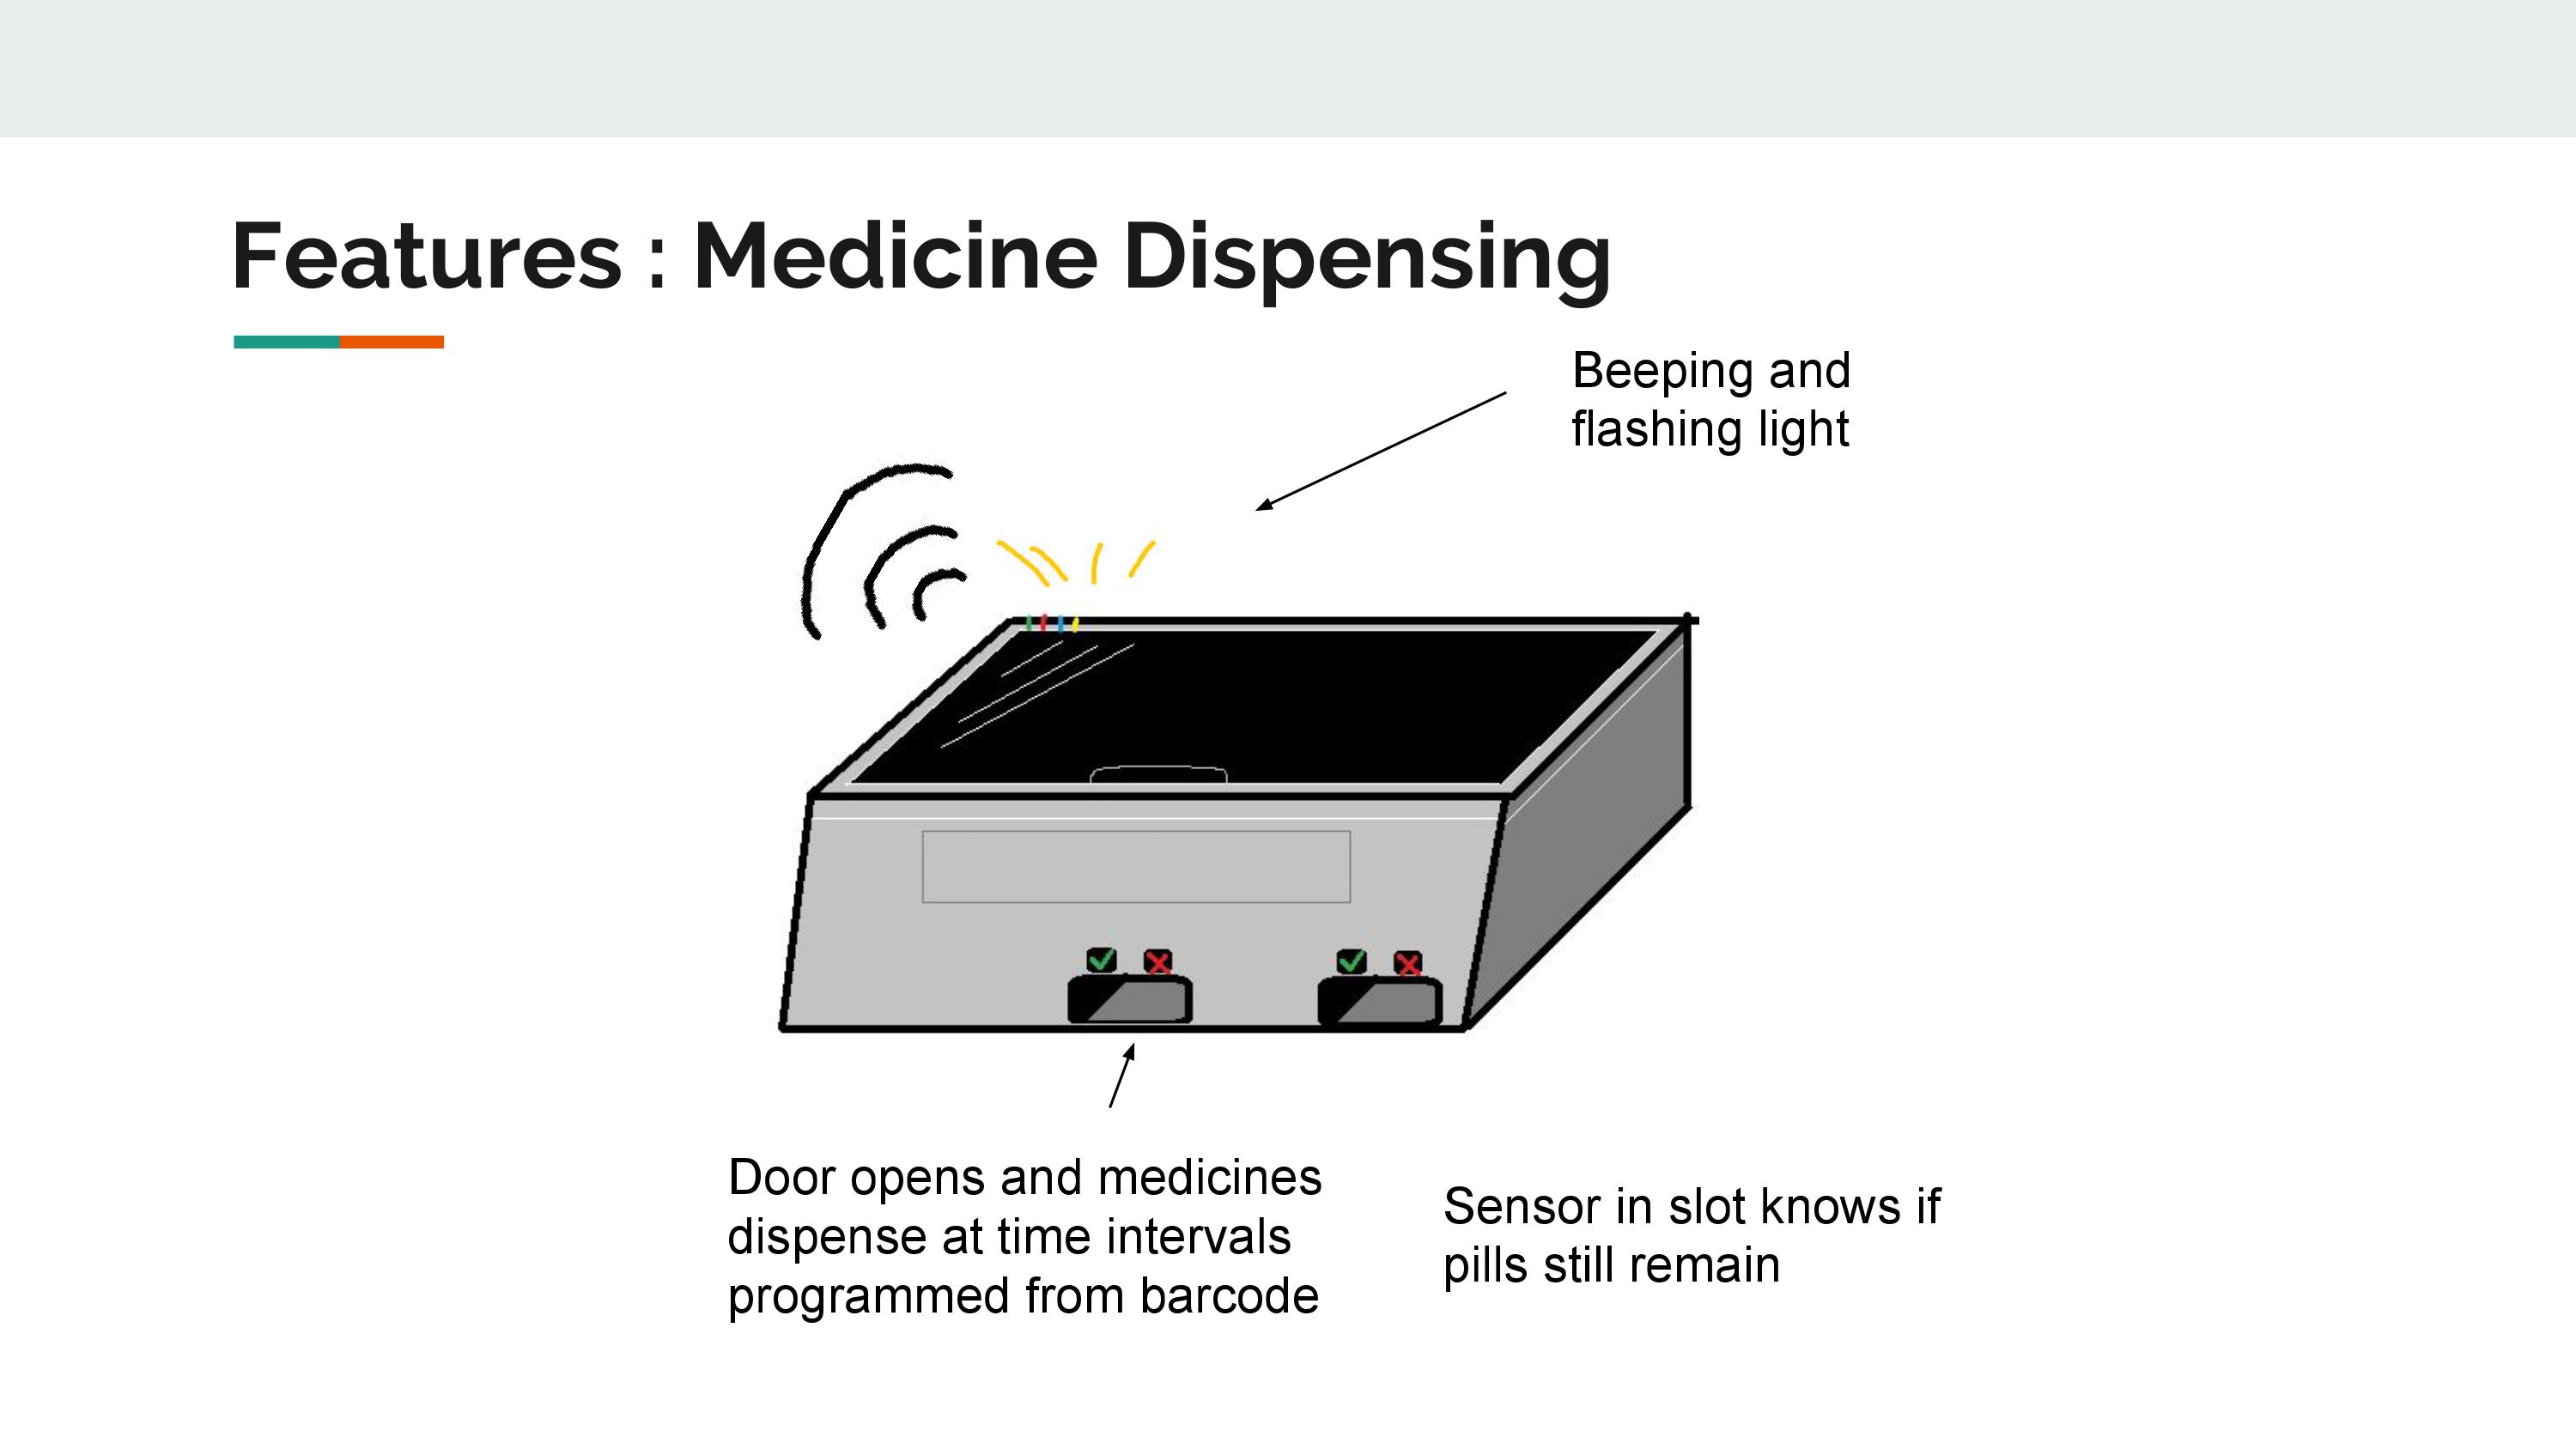 Features : Medicine Dispensing
Beeping and
flashing light
Door opens and medicines
dispense at time intervals
programmed from barcode
Sensor in slot knows if
pills still remain